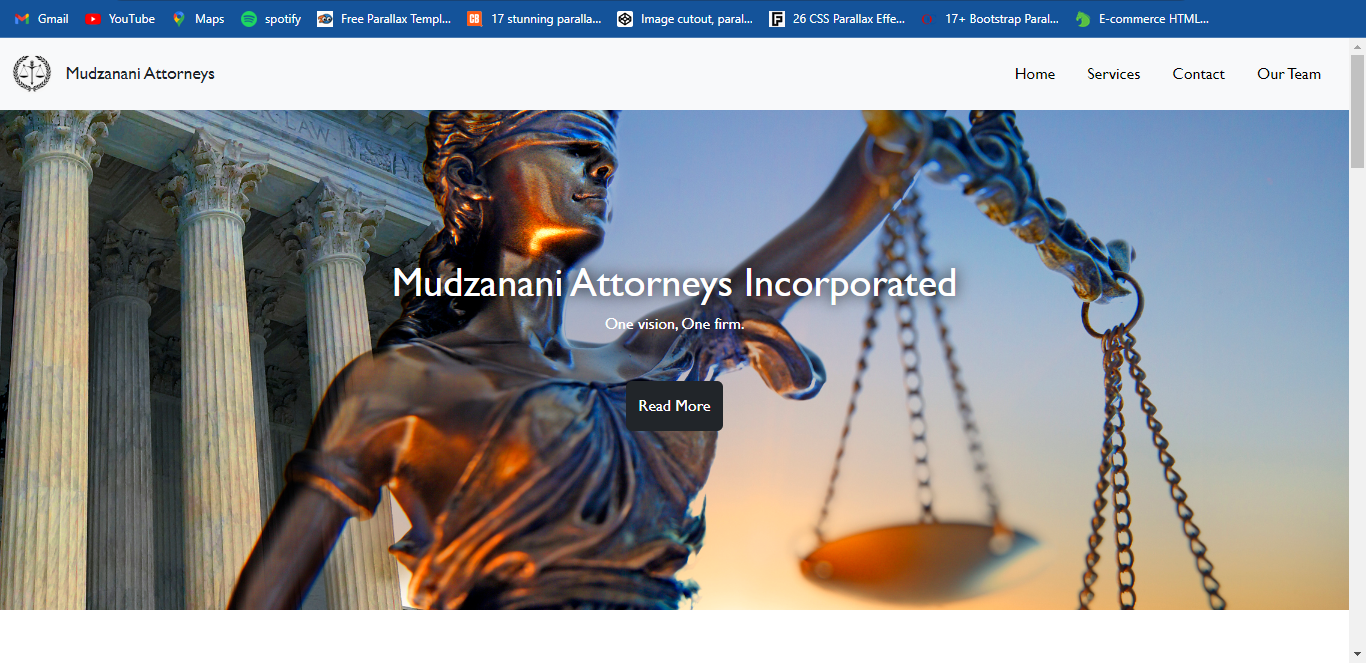 Gmail YouTube Maps spotify Free Parallax Templ... CB 17 stunning paralla... Image cutout, paral... F 26 CSS Parallax Effe... 17+ Bootstrap Paral... E-commerce HTML...
Mudzanani Attorneys Home Services Contact Our Team
LAW
Mudzanani Attorneys Incorporated
One vision, One firm.
Read More